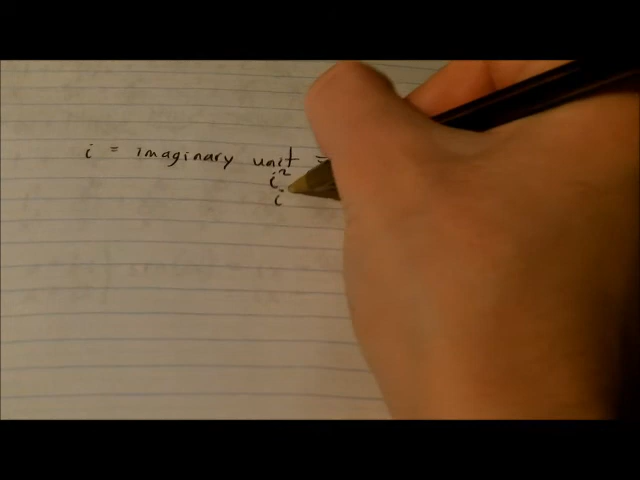 i = imaginary unit =
i²
i